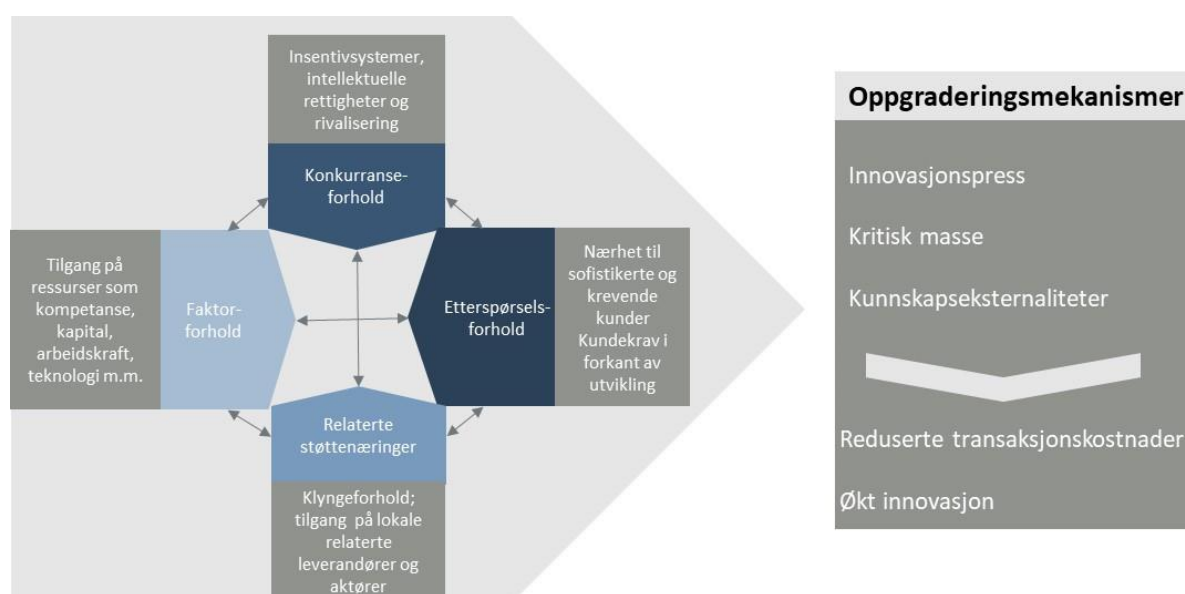 Insentivsystemer,
intellektuelle
rettigheter og
rivalisering
Konkurranse-
forhold
Tilgang på
ressurser som
kompetanse,
kapital,
arbeidskraft,
teknologi m.m.
Faktor-
forhold
Etterspørsels-
forhold
Nærhet til
sofistikerte og
krevende
kunder
Kundekrav i
forkant av
utvikling
Relaterte
støttenæringer
Klyngeforhold;
tilgang på lokale
relaterte
leverandører og
aktører
Oppgraderingsmekanismer
Innovasjonspress
Kritisk masse
Kunnskapseksternaliteter
Reduserte transaksjonskostnader
Økt innovasjon